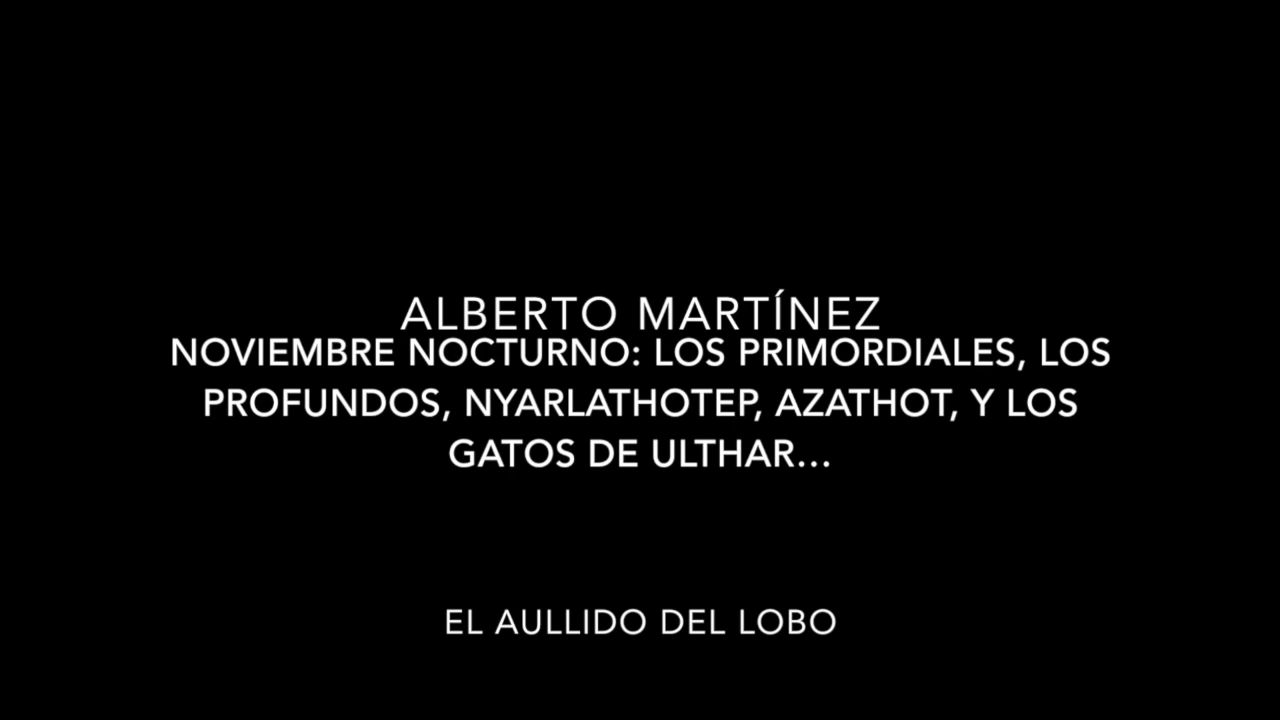 ALBERTO MARTÍNEZ
NOVIEMBRE NOCTURNO: LOS PRIMORDIALES, LOS
PROFUNDOS, NYARLATHOTEP, AZATHOT, Y LOS
GATOS DE ULTHAR...
EL AULLIDO DEL LOBO